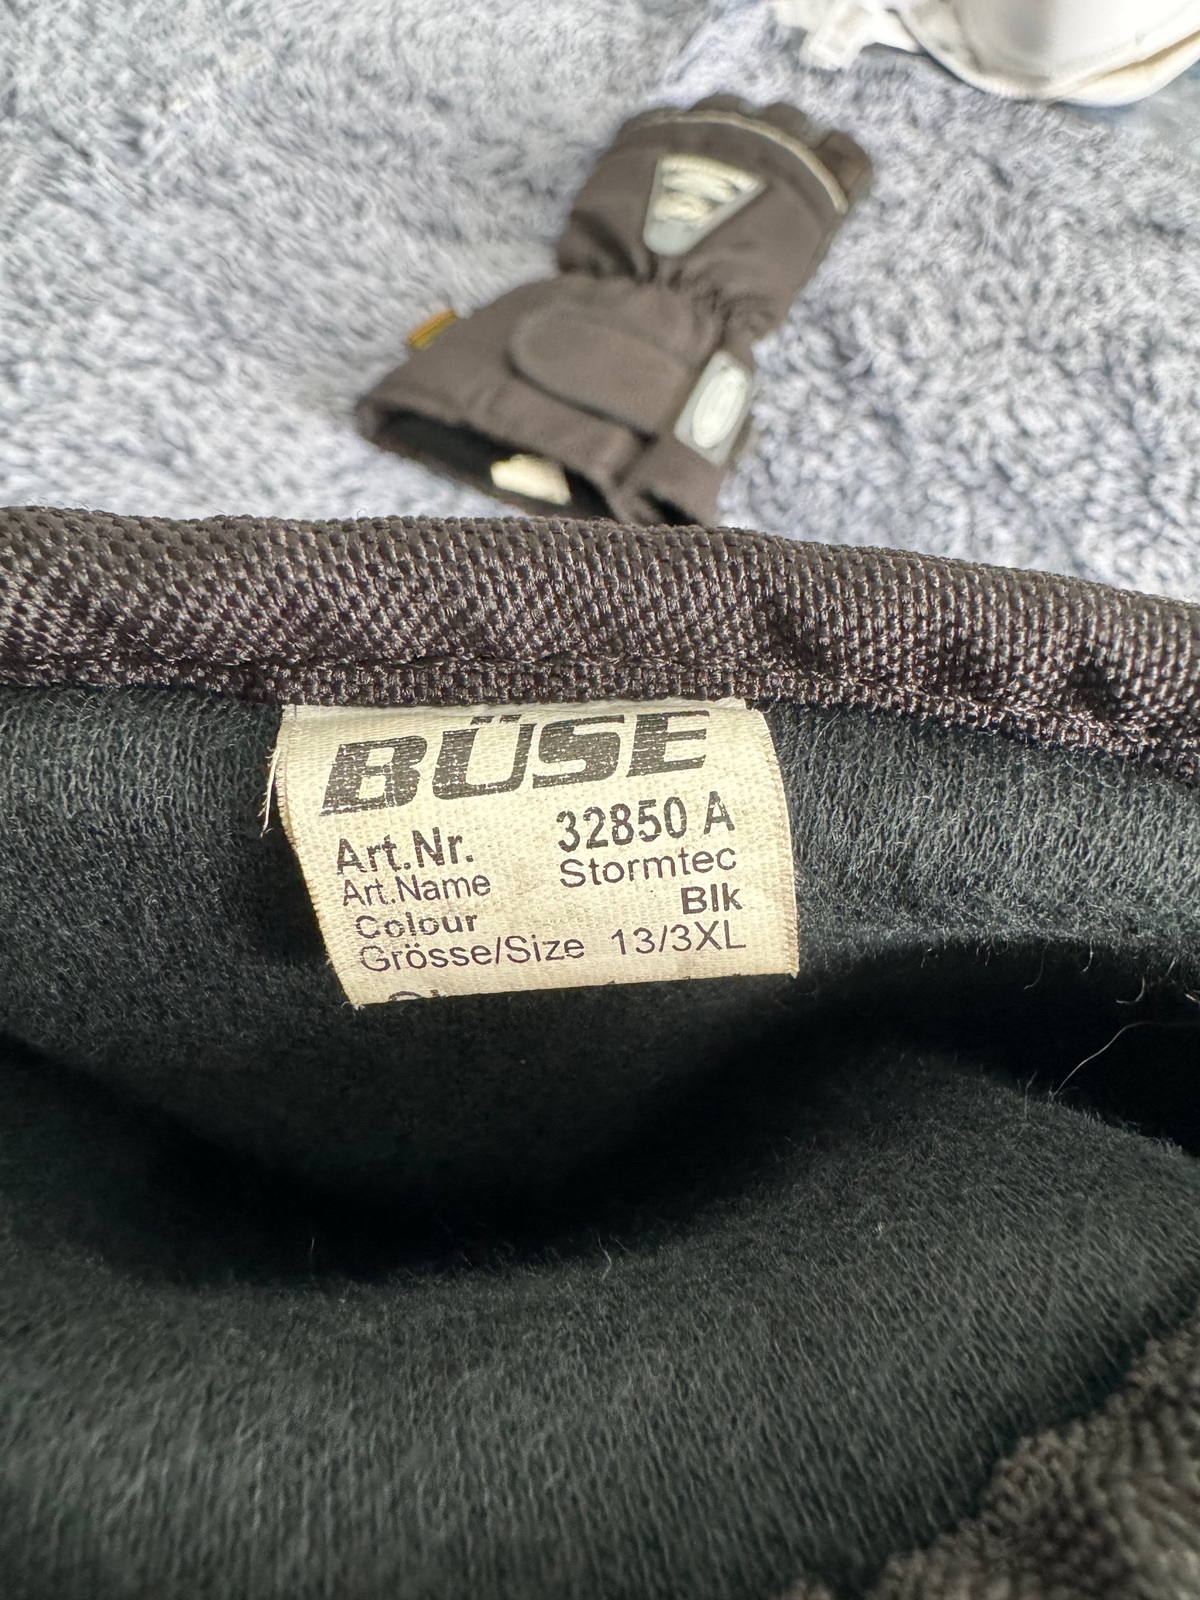 BÜSE
Art.Nr. 32850 A
Art.Name Stormtec
Colour Blk
Grösse/Size 13/3XL